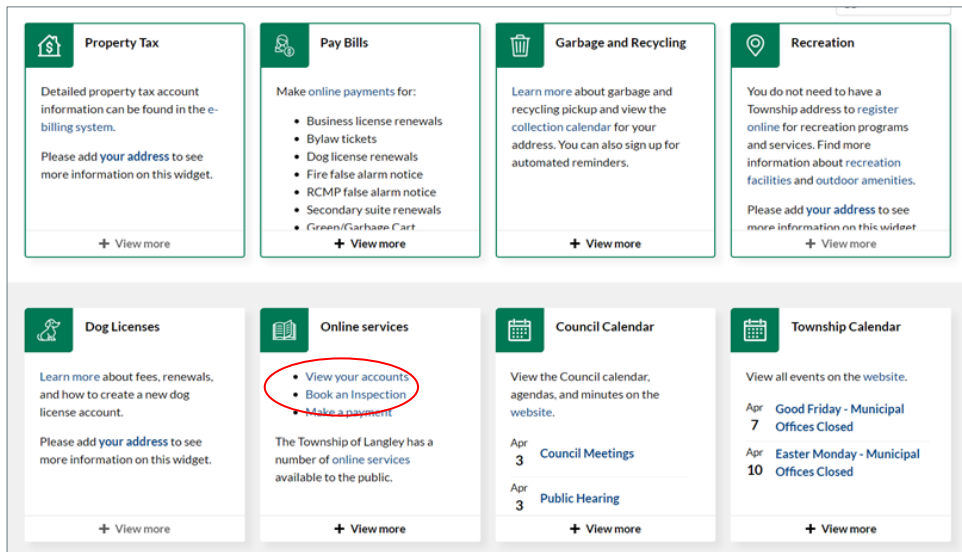 Property Tax
Detailed property tax account
information can be found in the e-
billing system.
Please add your address to see
more information on this widget.
+ View more
Pay Bills
Make online payments for:
• Business license renewals
• Bylaw tickets
• Dog license renewals
• Fire false alarm notice
• RCMP false alarm notice
• Secondary suite renewals
• Green/Garbage Cart
+ View more
Garbage and Recycling
Learn more about garbage and
recycling pickup and view the
collection calendar for your
address. You can also sign up for
automated reminders.
+ View more
Recreation
You do not need to have a
Township address to register
online for recreation programs
and services. Find more
information about recreation
facilities and outdoor amenities.
Please add your address to see
more information on this widget
+ View more
Dog Licenses
Learn more about fees, renewals,
and how to create a new dog
license account.
Please add your address to see
more information on this widget.
+ View more
Online services
• View your accounts
• Book an Inspection
• Make a payment
The Township of Langley has a
number of online services
available to the public.
+ View more
Council Calendar
View the Council calendar,
agendas, and minutes on the
website.
Apr
3 Council Meetings
Apr
3 Public Hearing
+ View more
Township Calendar
View all events on the website.
Apr Good Friday - Municipal
7 Offices Closed
Apr Easter Monday - Municipal
10 Offices Closed
+ View more